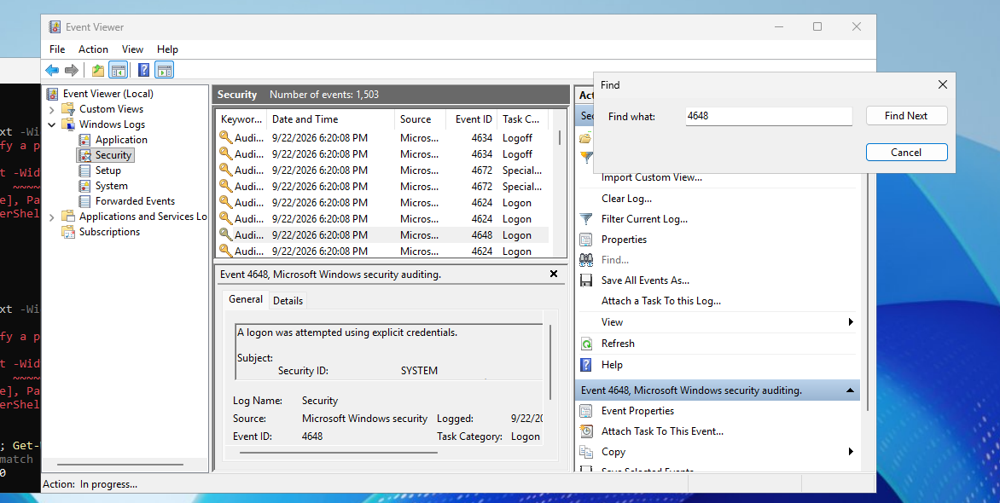 Event Viewer
File Action View Help
Event Viewer (Local)
Custom Views
Windows Logs
Application
Security
Setup
System
Forwarded Events
Applications and Services Lo
Subscriptions
Security Number of events: 1,503
Keywor... Date and Time Source Event ID Task C...
Audi... 9/22/2026 6:20:08 PM Micros... 4634 Logoff
Audi... 9/22/2026 6:20:08 PM Micros... 4634 Logoff
Audi... 9/22/2026 6:20:08 PM Micros... 4672 Special...
Audi... 9/22/2026 6:20:08 PM Micros... 4672 Special...
Audi... 9/22/2026 6:20:08 PM Micros... 4624 Logon
Audi... 9/22/2026 6:20:08 PM Micros... 4624 Logon
Audi... 9/22/2026 6:20:08 PM Micros... 4648 Logon
Audi... 9/22/2026 6:20:08 PM Micros... 4624 Logon
Event 4648, Microsoft Windows security auditing.
General Details
A logon was attempted using explicit credentials.
Subject:
Security ID: SYSTEM
Log Name: Security
Source: Microsoft Windows security Logged: 9/22/20
Event ID: 4648 Task Category: Logon
Act
Sec
Import Custom View...
Clear Log...
Filter Current Log...
Properties
Find...
Save All Events As...
Attach a Task To this Log...
View
Refresh
Help
Event 4648, Microsoft Windows security auditing.
Event Properties
Attach Task To This Event...
Copy
Save Selected Events
Find
Find what: 4648 Find Next
Cancel
Action: In progress...
xt -Wi
fy a p
t -Wid
~~~~
e], Pa
erShel
xt -Wi
fy a p
t -Wid
~~~~
e], Pa
erShel
; Get-
match
0